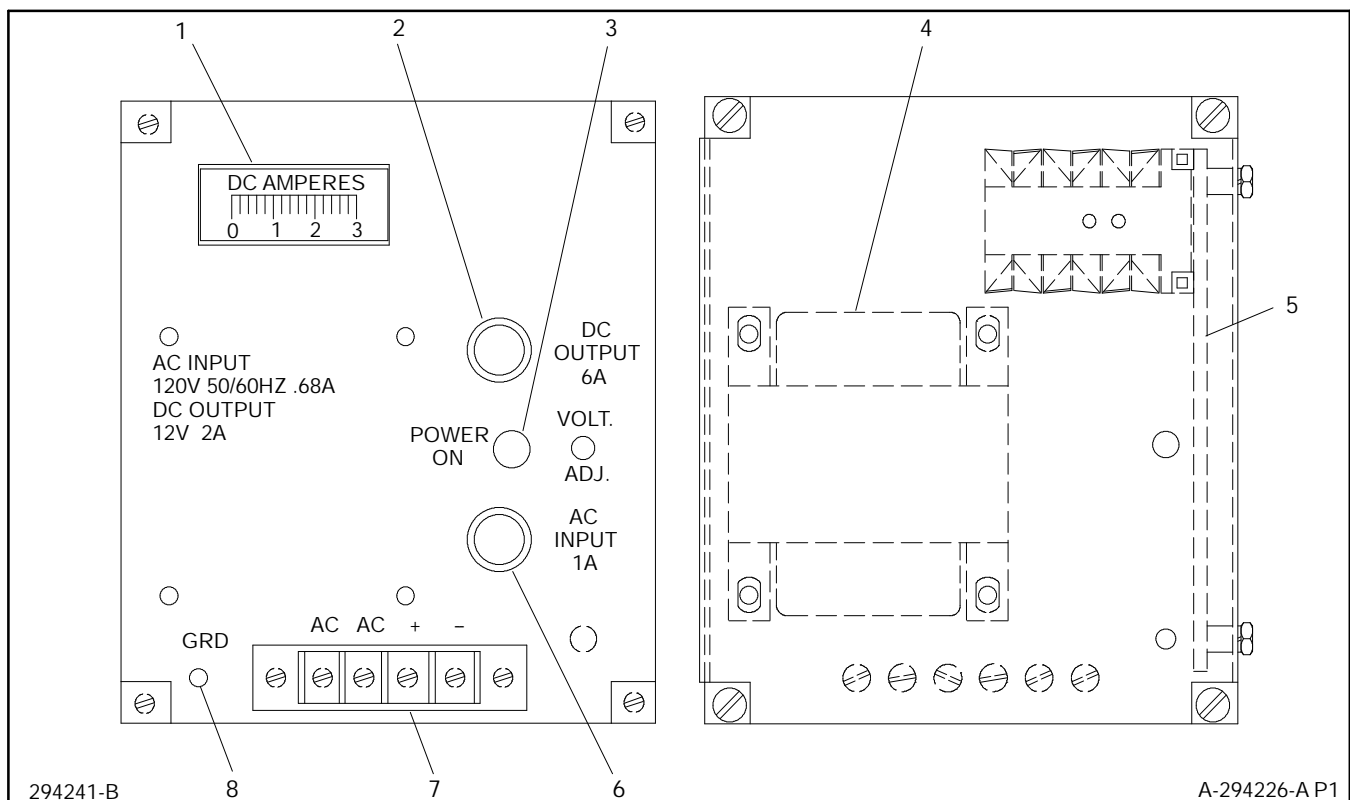 1 2 3 4
DC AMPERES
0 1 2 3
DC
OUTPUT
6A
5
AC INPUT
120V 50/60HZ .68A
DC OUTPUT
12V 2A
POWER
ON
VOLT.
ADJ.
AC
INPUT
1A
GRD
AC AC + −
8 7 6
294241-B
A-294226-A P1